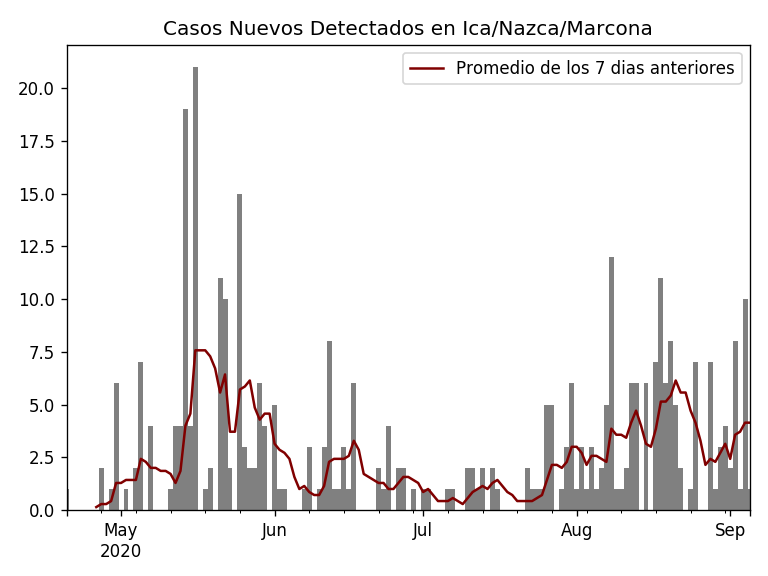 Casos Nuevos Detectados en Ica/Nazca/Marcona
Promedio de los 7 dias anteriores
20.0
17.5
15.0
12.5
10.0
7.5
5.0
2.5
0.0
May
2020
Jun
Jul
Aug
Sep